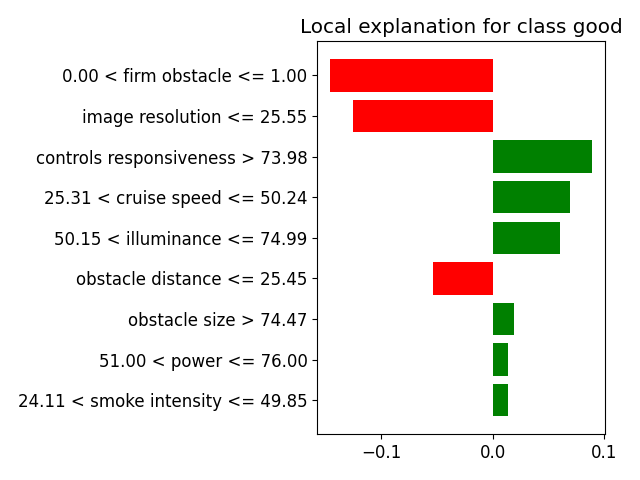 Local explanation for class good
0.00 < firm obstacle <= 1.00
image resolution <= 25.55
controls responsiveness > 73.98
25.31 < cruise speed <= 50.24
50.15 < illuminance <= 74.99
obstacle distance <= 25.45
obstacle size > 74.47
51.00 < power <= 76.00
24.11 < smoke intensity <= 49.85
−0.1 0.0 0.1